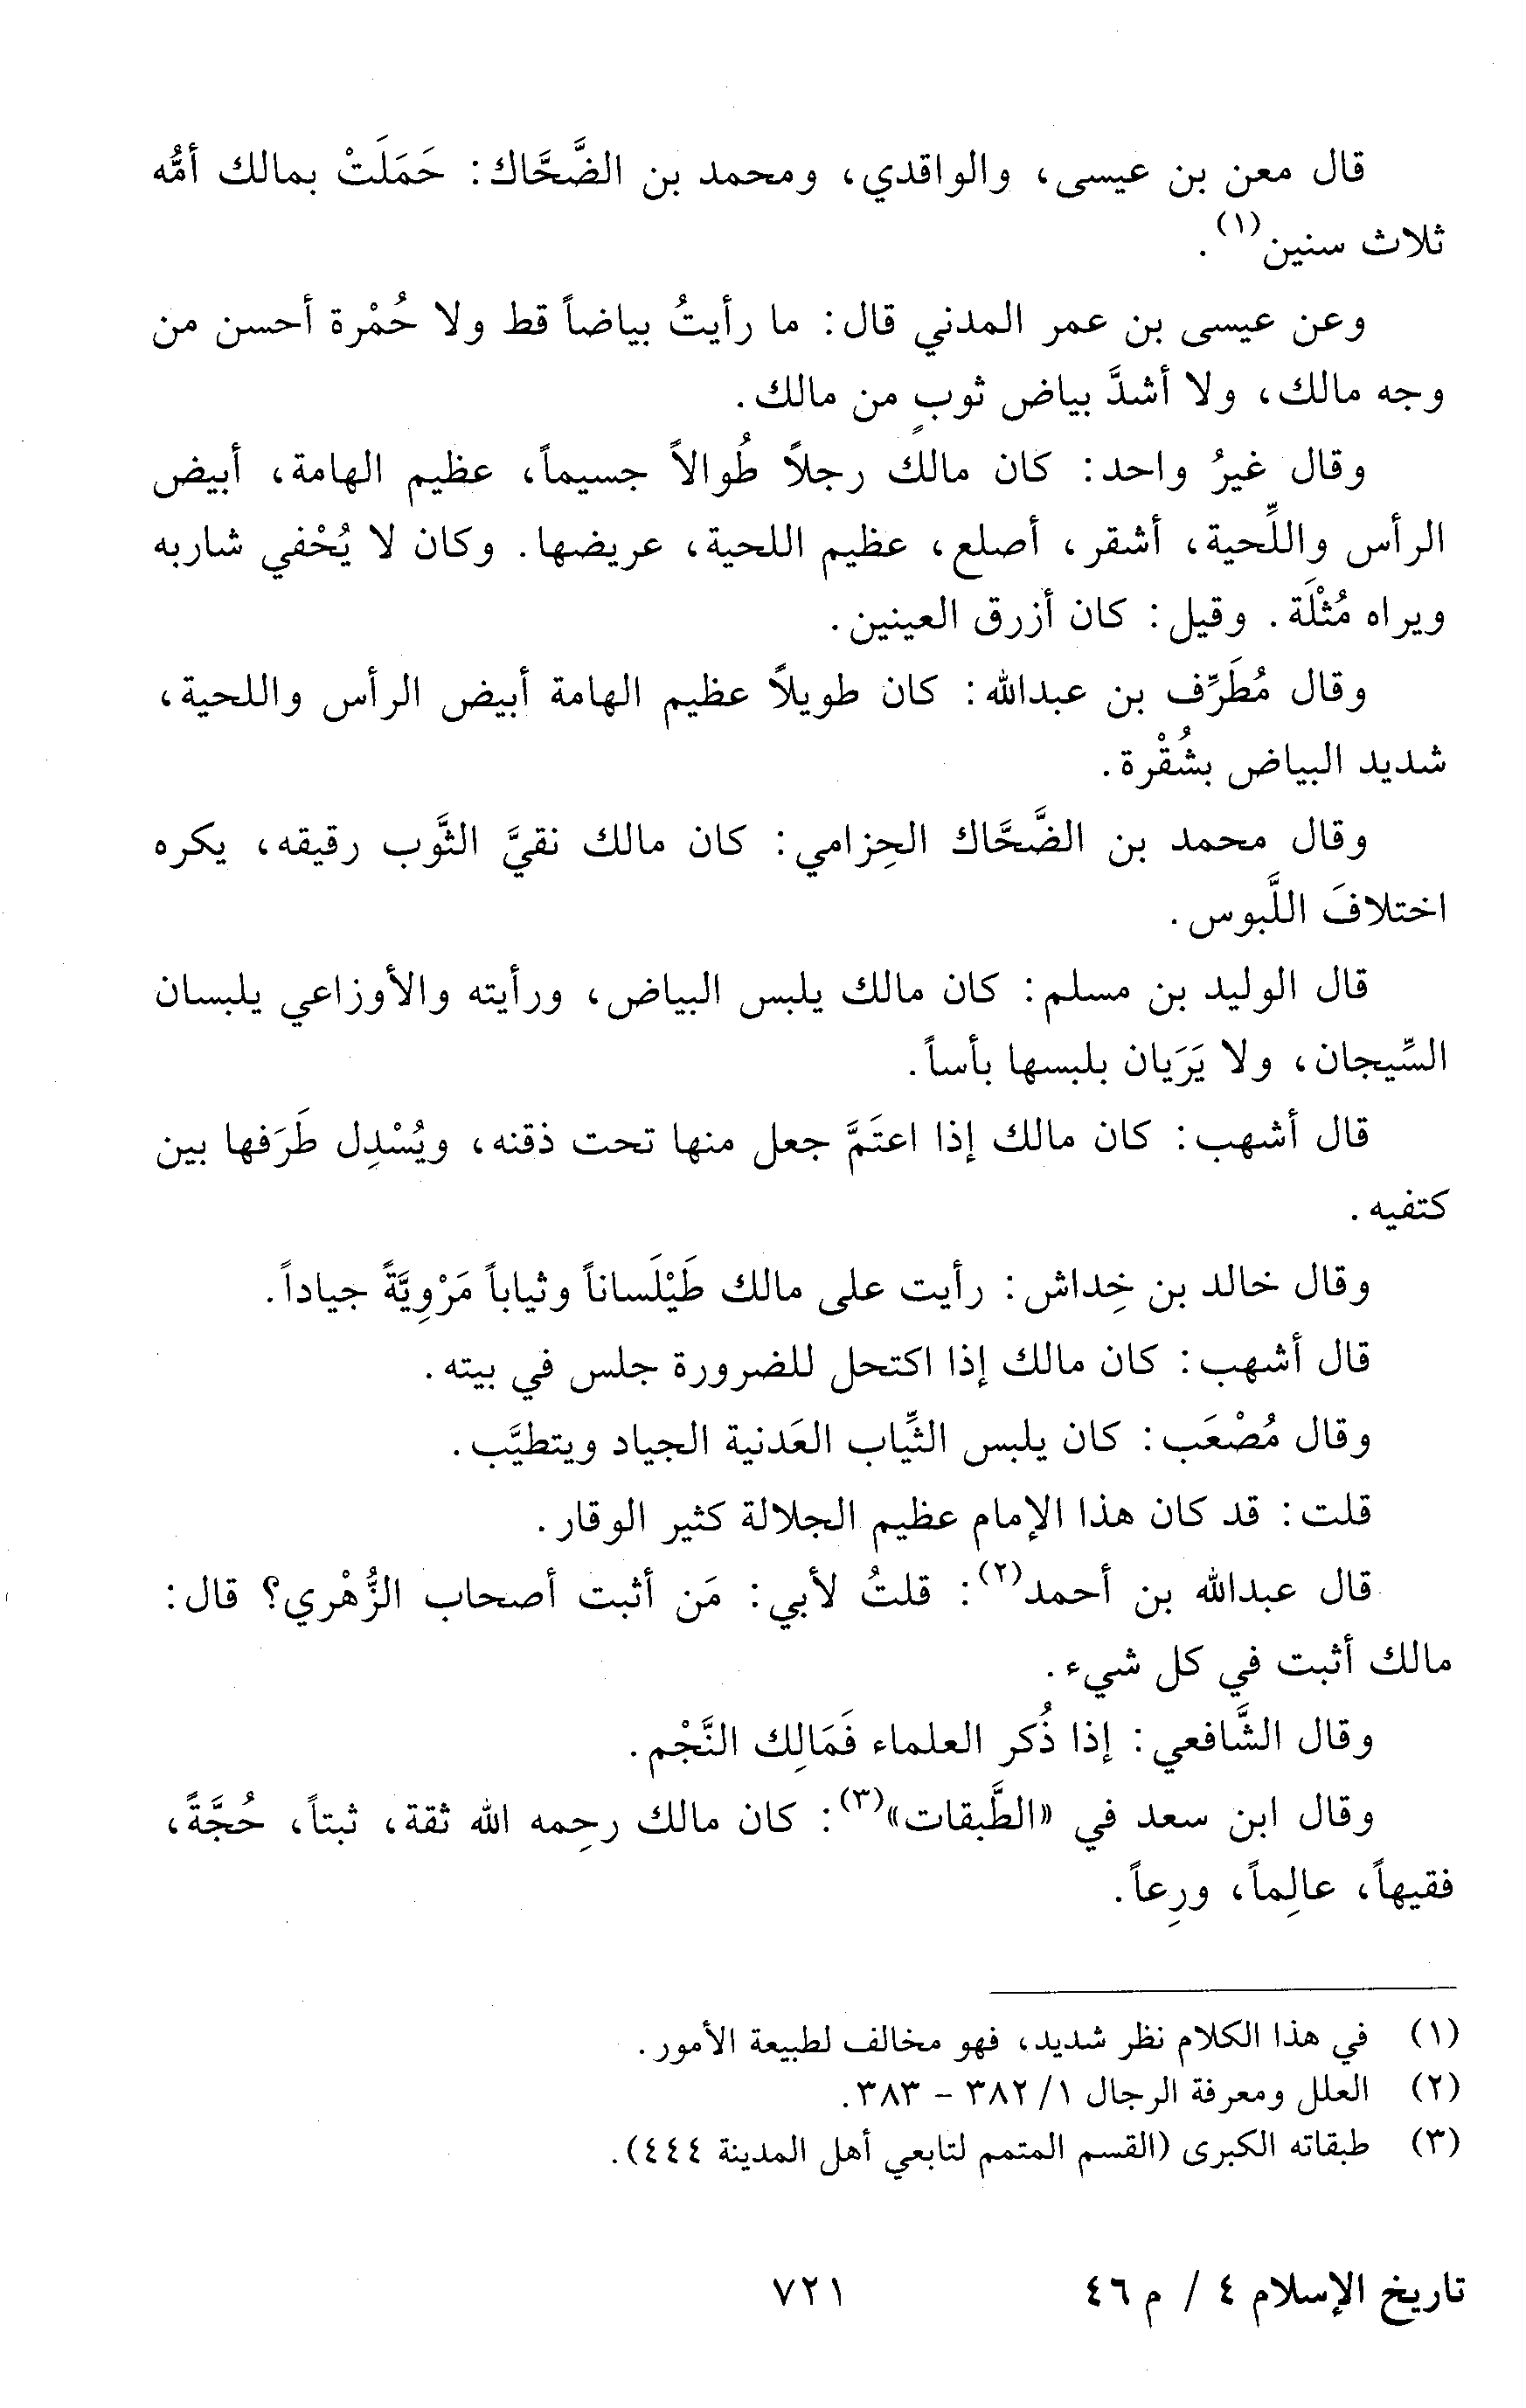 قال معن بن عيسى، والواقدي، ومحمد بن الضَّحَّاك: حَمَلَتْ بمالك أمُّه
ثلاث سنين(١).
وعن عيسى بن عمر المدني قال: ما رأيتُ بياضاً قط ولا حُمْرة أحسن من
وجه مالك، ولا أشدَّ بياض ثوبٍ من مالك.
وقال غيرُ واحد: كان مالك رجلاً طُوالاً جسيماً، عظيم الهامة، أبيض
الرأس واللِّحية، أشقر، أصلع، عظيم اللحية، عريضها. وكان لا يُحْفي شاربه
ويراه مُثْلَة. وقيل: كان أزرق العينين.
وقال مُطَرِّف بن عبدالله: كان طويلاً عظيم الهامة أبيض الرأس واللحية،
شديد البياض بشُقْرة.
وقال محمد بن الضَّحَّاك الحِزامي: كان مالك نقيَّ الثَّوب رقيقه، يكره
اختلافَ اللَّبوس.
قال الوليد بن مسلم: كان مالك يلبس البياض، ورأيته والأوزاعي يلبسان
السِّيجان، ولا يَرَيان بلبسها بأساً.
قال أشهب: كان مالك إذا اعتَمَّ جعل منها تحت ذقنه، ويُسْدِل طَرَفها بين
كتفيه.
وقال خالد بن خِداش: رأيت على مالك طَيْلَساناً وثياباً مَرْوِيَّةً جياداً.
قال أشهب: كان مالك إذا اكتحل للضرورة جلس في بيته.
وقال مُصْعَب: كان يلبس الثِّياب العَدنية الجياد ويتطيَّب.
قلت: قد كان هذا الإمام عظيم الجلالة كثير الوقار.
قال عبدالله بن أحمد(٢): قلتُ لأبي: مَن أثبت أصحاب الزُّهْري؟ قال:
مالك أثبت في كل شيء.
وقال الشَّافعي: إذا ذُكر العلماء فَمَالِك النَّجْم.
وقال ابن سعد في «الطَّبقات»(٣): كان مالك رحِمه الله ثقة، ثبتاً، حُجَّةً،
فقيهاً، عالِماً، ورِعاً.
(١) في هذا الكلام نظر شديد، فهو مخالف لطبيعة الأمور.
(٢) العلل ومعرفة الرجال ١/ ٣٨٢ - ٣٨٣.
(٣) طبقاته الكبرى (القسم المتمم لتابعي أهل المدينة ٤٤٤).
تاريخ الإسلام ٤ / م ٤٦
٧٢١